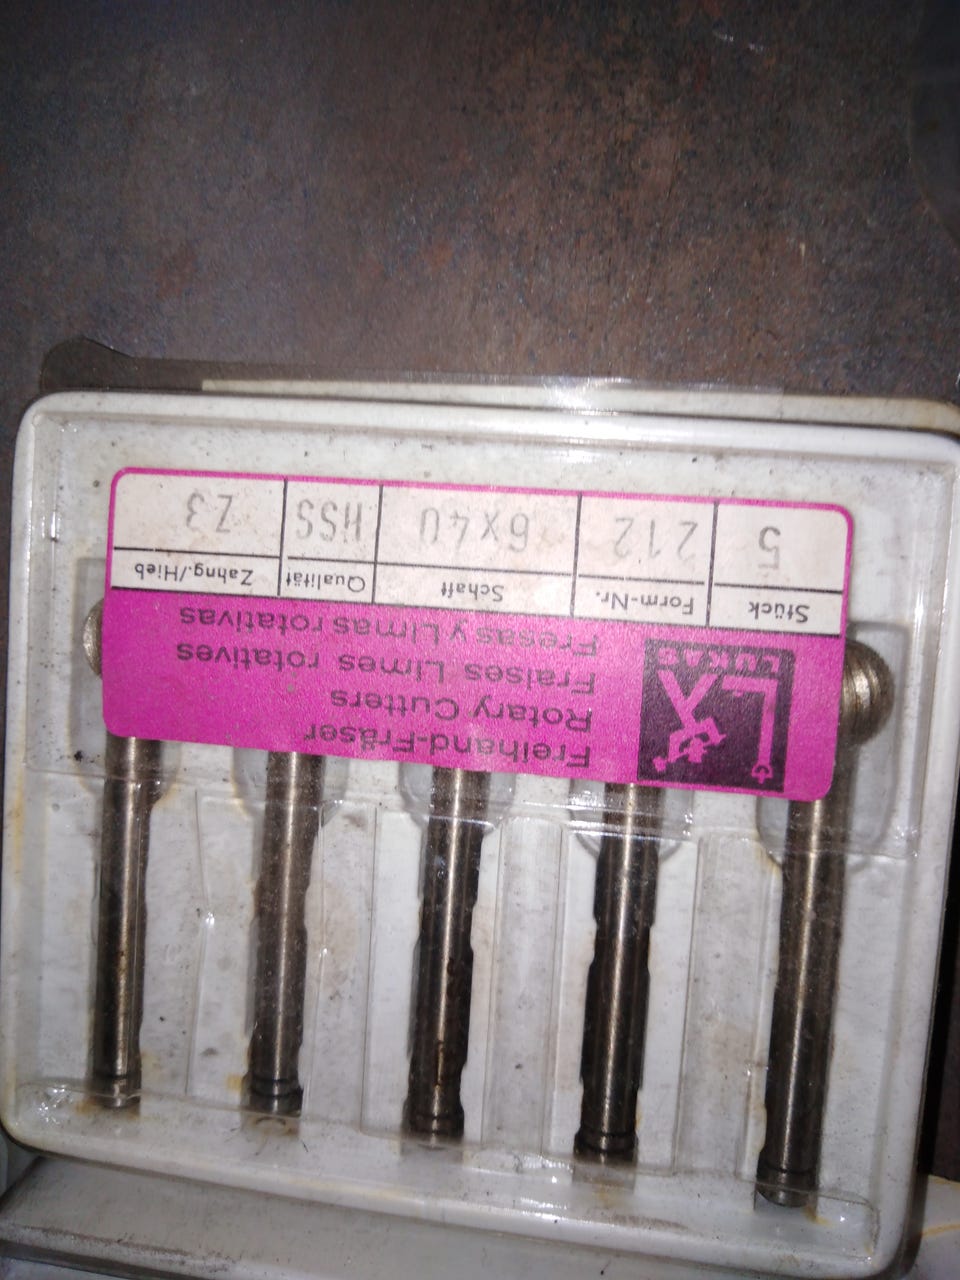 LUKAS
Freihand-Fräser
Rotary Cutters
Fraises Limes rotatives
Fresas y Limas rotativas
Stück Form-Nr. Schaft Qualität Zahng./Hieb
5 212 6x40 HSS Z3